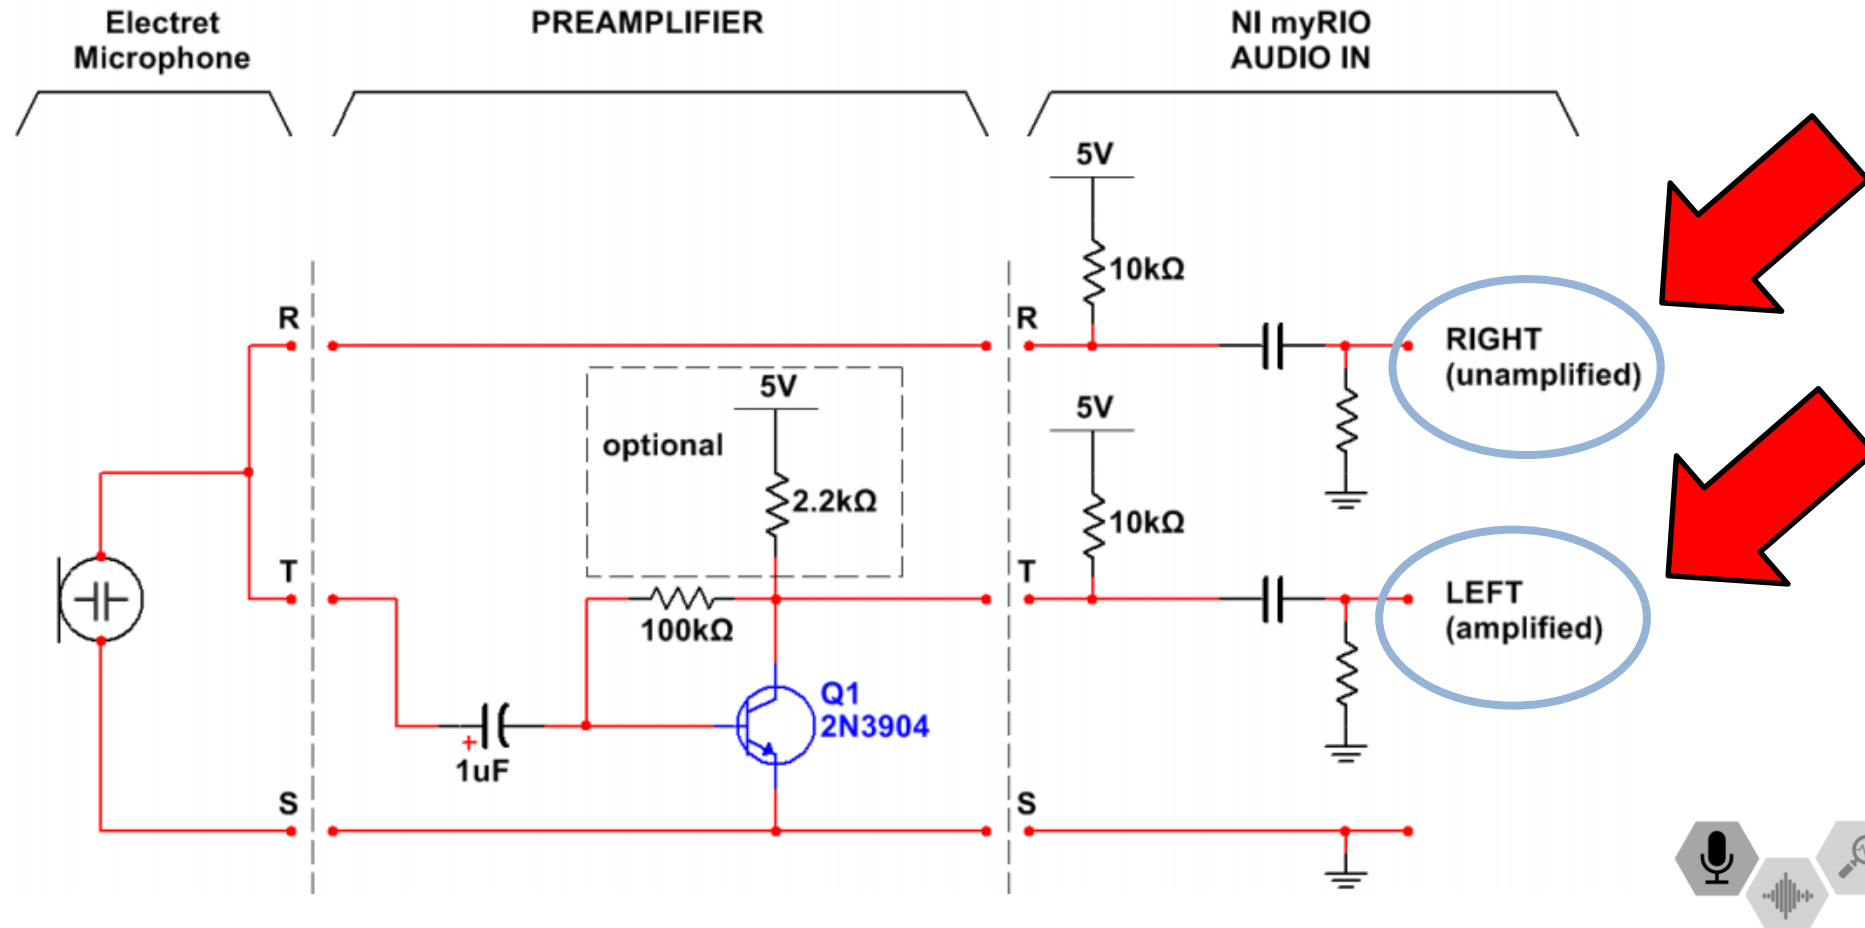 Electret
Microphone
PREAMPLIFIER
NI myRIO
AUDIO IN
5V
10kΩ
R
R
RIGHT
(unamplified)
5V
optional
2.2kΩ
5V
10kΩ
T
100kΩ
T
LEFT
(amplified)
Q1
2N3904
+
1uF
S
S